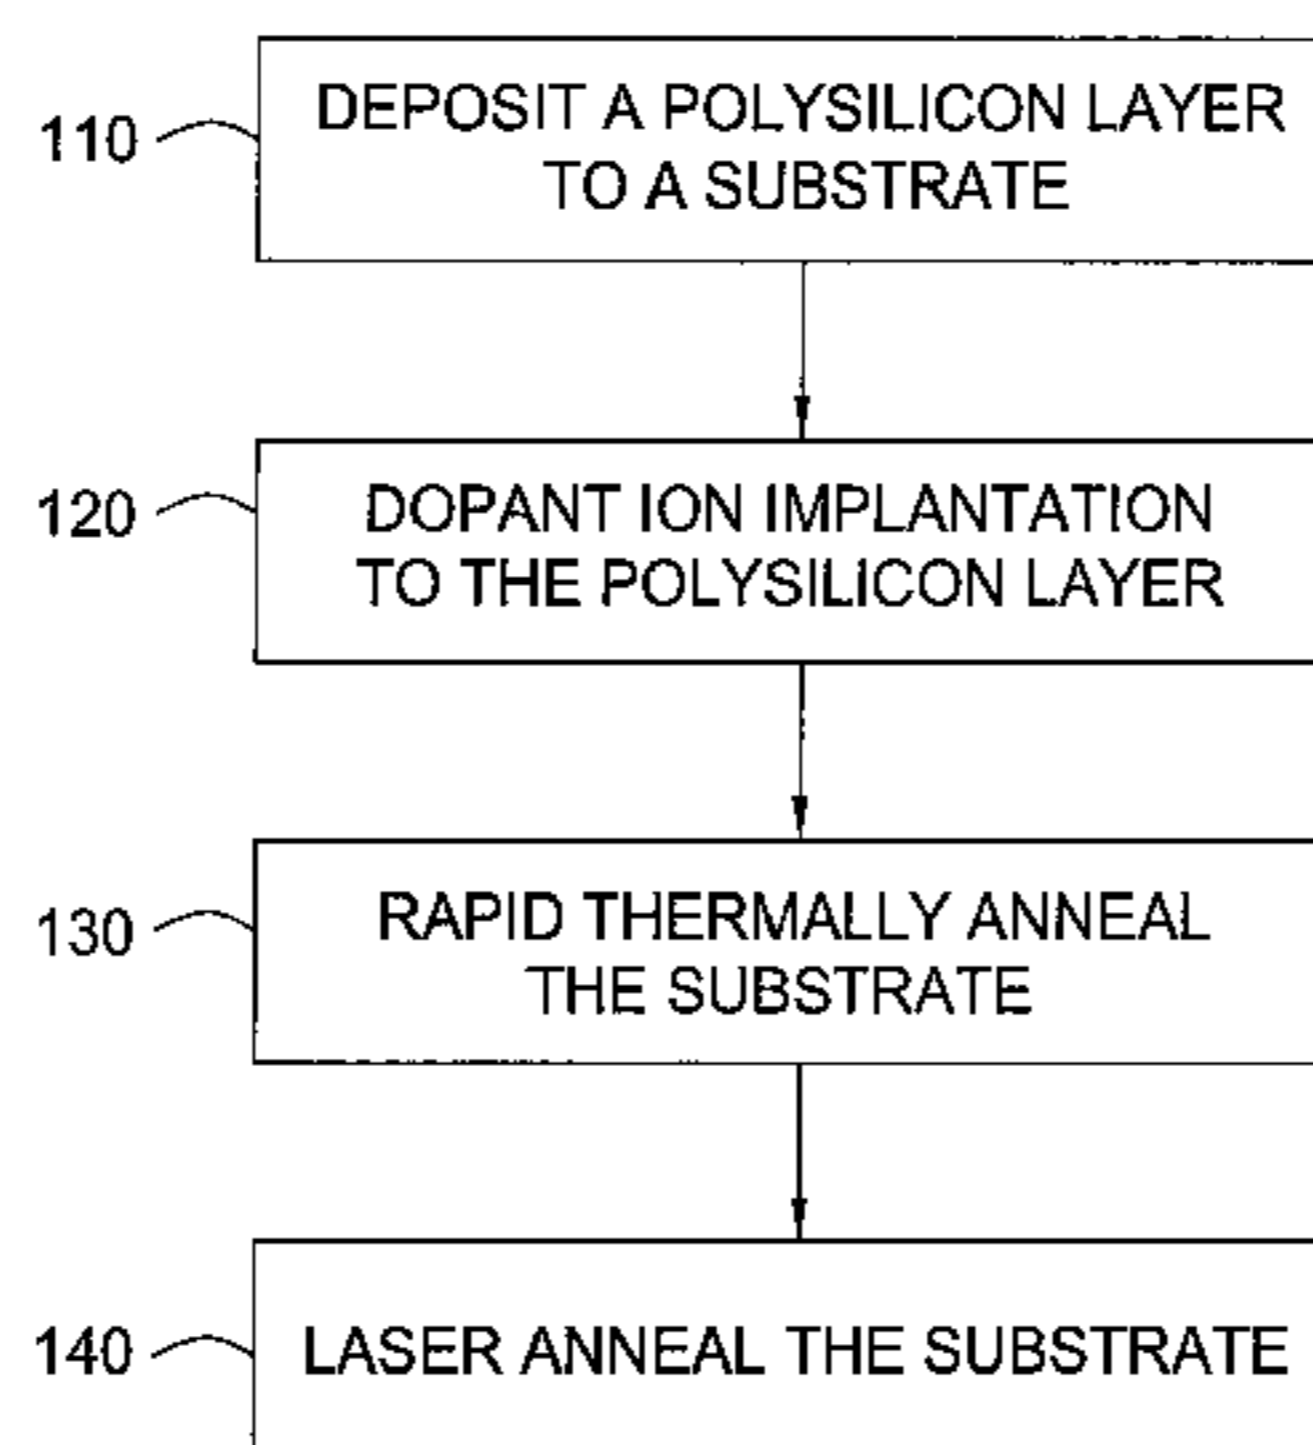 110
DEPOSIT A POLYSILICON LAYER
TO A SUBSTRATE
120
DOPANT ION IMPLANTATION
TO THE POLYSILICON LAYER
130
RAPID THERMALLY ANNEAL
THE SUBSTRATE
140
LASER ANNEAL THE SUBSTRATE